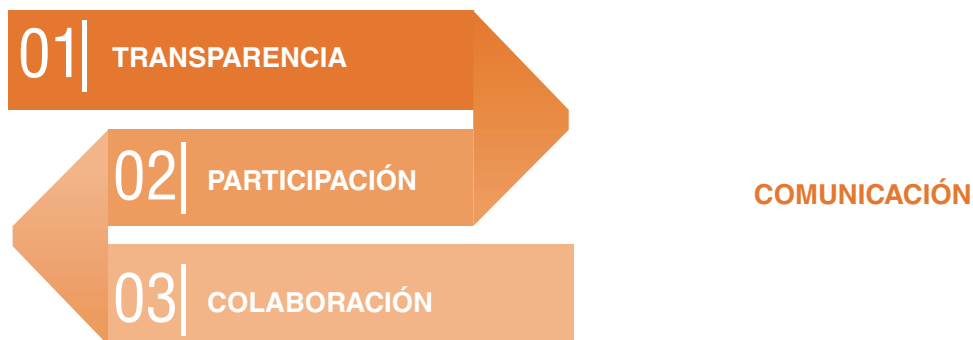 01 TRANSPARENCIA
02 PARTICIPACIÓN
COMUNICACIÓN
03 COLABORACIÓN